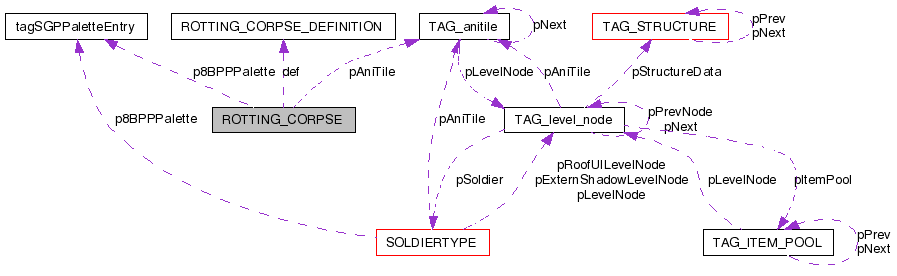 tagSGPPaletteEntry
ROTTING_CORPSE_DEFINITION
TAG_anitile
pNext
TAG_STRUCTURE
pPrev
pNext
p8BPPPalette
def
pAniTile
pLevelNode
pAniTile
pStructureData
ROTTING_CORPSE
TAG_level_node
pPrevNode
pNext
p8BPPPalette
pAniTile
pSoldier
pRoofUILevelNode
pExternShadowLevelNode
pLevelNode
pLevelNode
pItemPool
SOLDIERTYPE
TAG_ITEM_POOL
pPrev
pNext